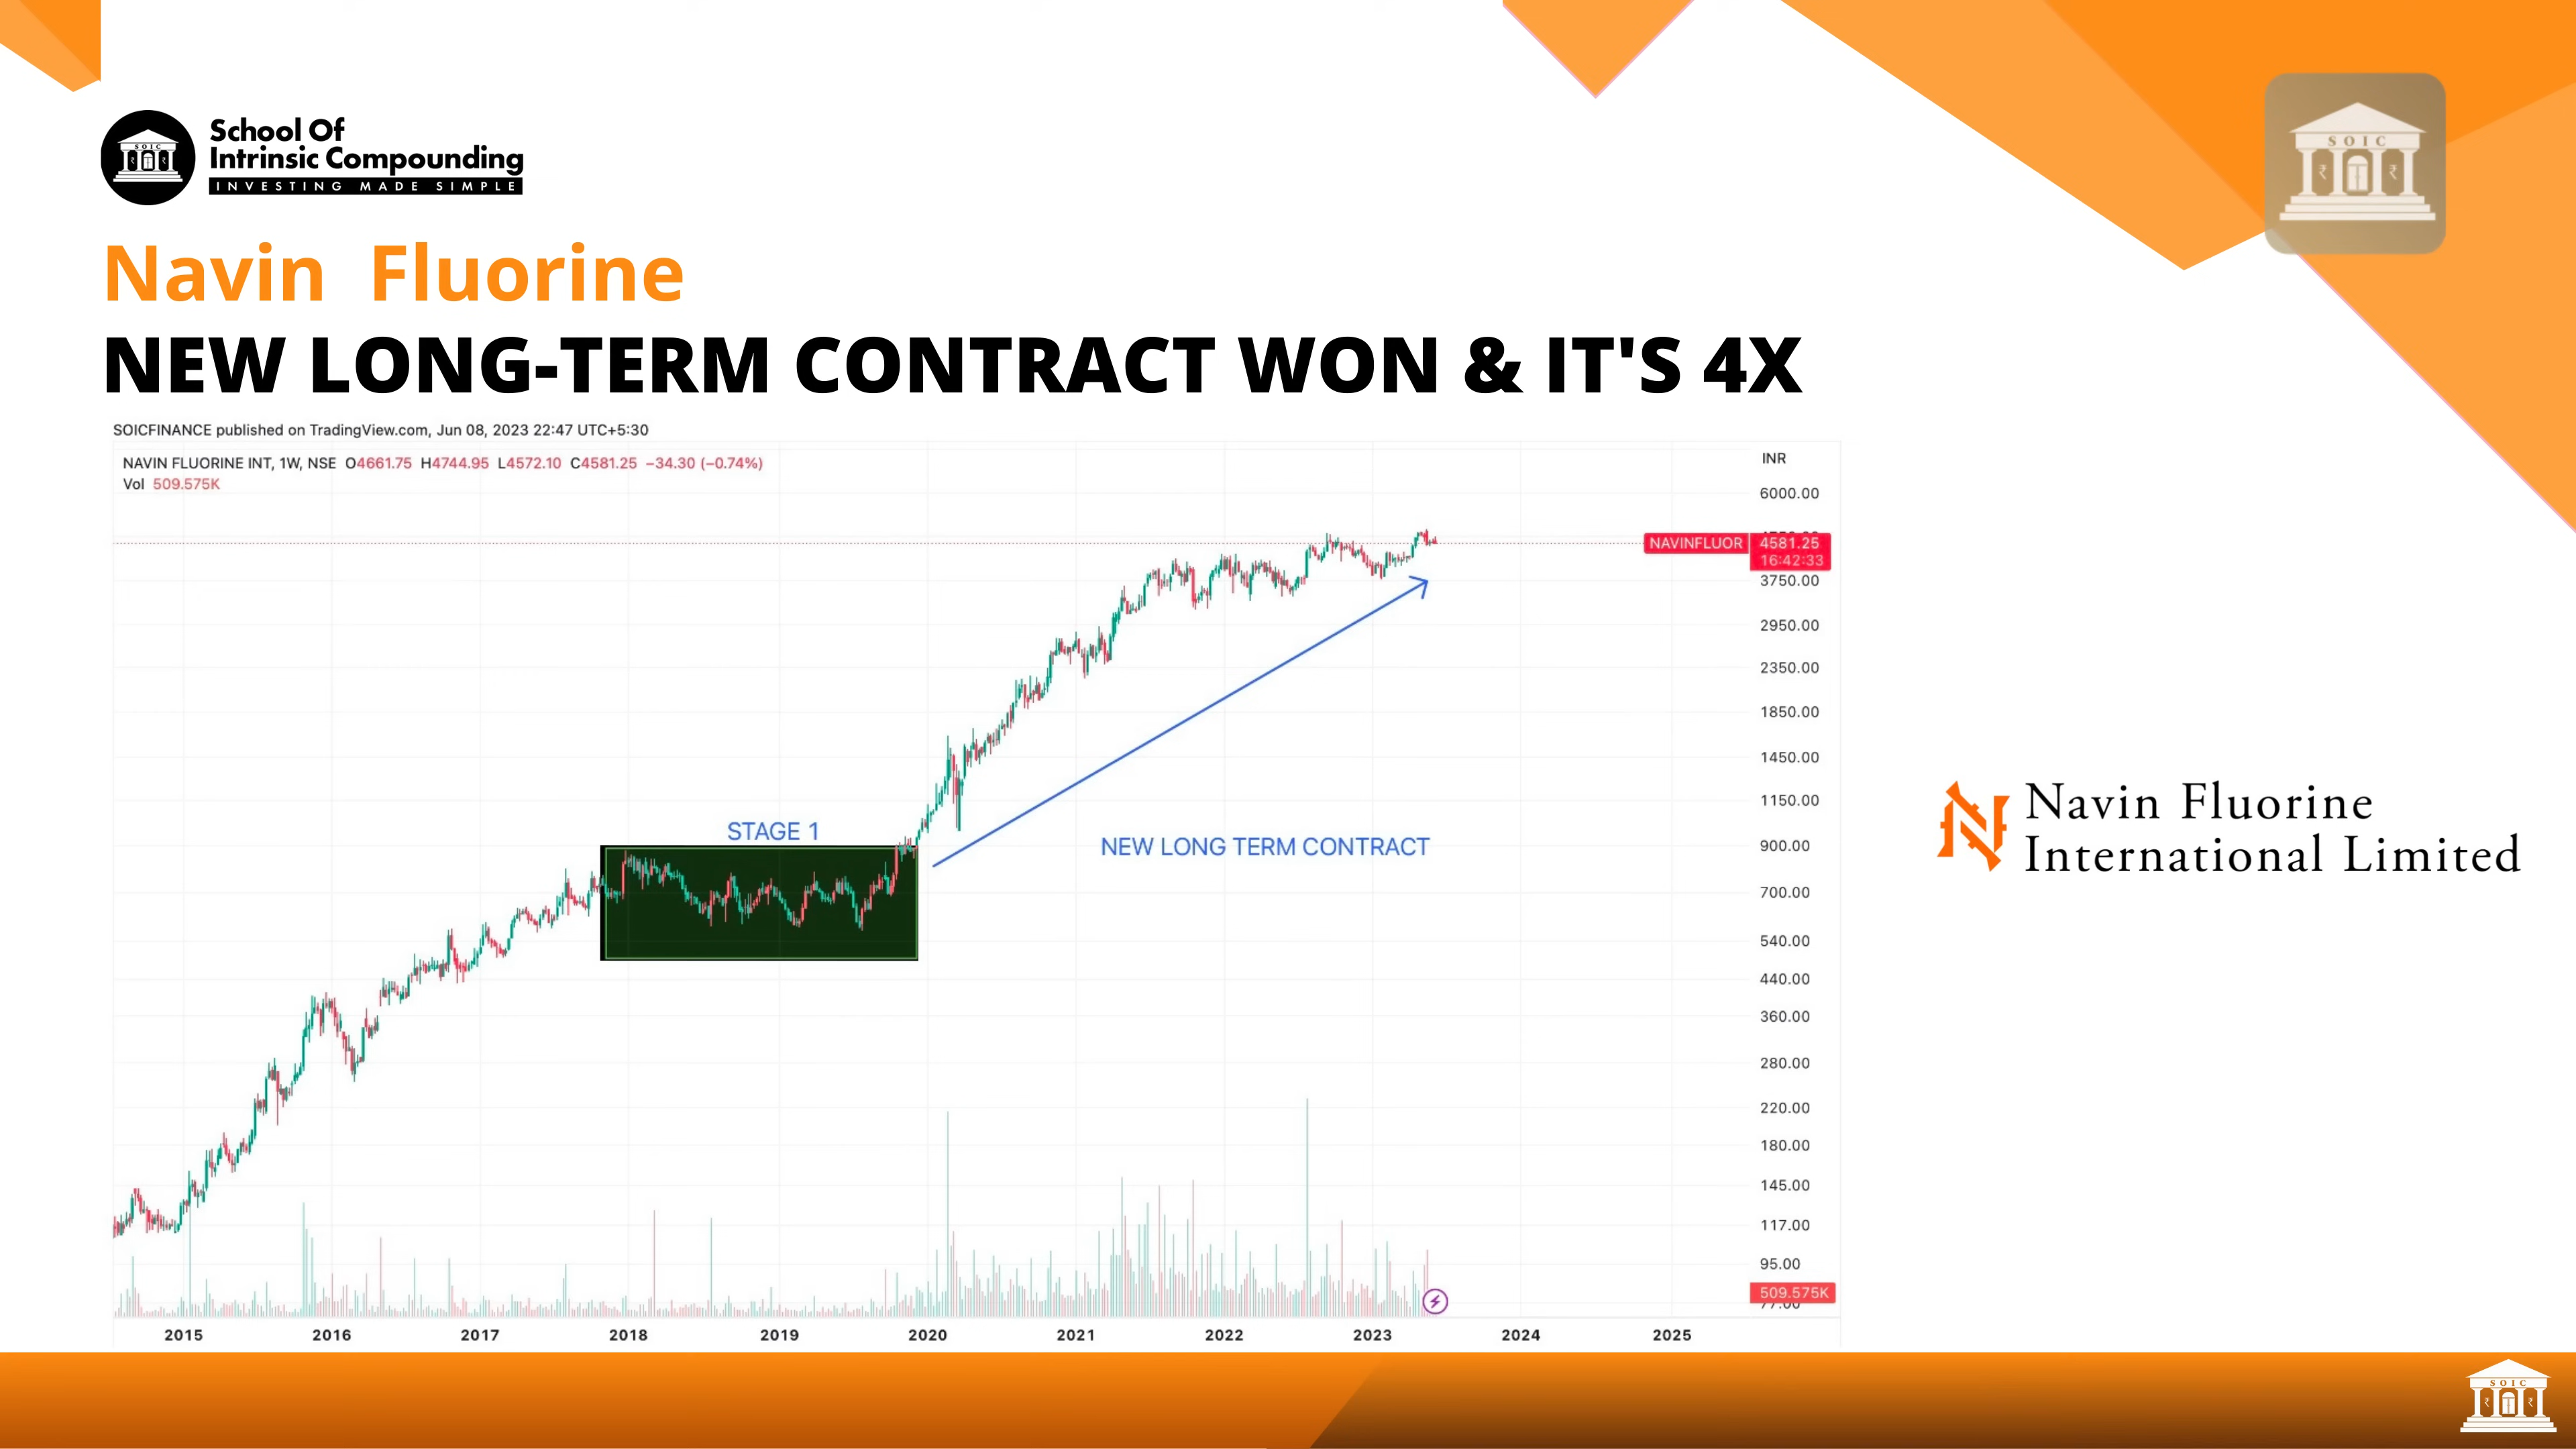 School Of
Intrinsic Compounding
INVESTING MADE SIMPLE
SOIC
SOIC
Navin Fluorine
NEW LONG-TERM CONTRACT WON & IT'S 4X
SOICFINANCE published on TradingView.com, Jun 08, 2023 22:47 UTC+5:30
NAVIN FLUORINE INT, 1W, NSE O4661.75 H4744.95 L4572.10 C4581.25 −34.30 (−0.74%)
Vol 509.575K
INR
6000.00
NAVINFLUOR 4581.25
16:42:33
3750.00
2950.00
2350.00
1850.00
1450.00
1150.00
900.00
700.00
540.00
440.00
360.00
280.00
220.00
180.00
145.00
117.00
95.00
509.575K
77.00
STAGE 1
NEW LONG TERM CONTRACT
Navin Fluorine
International Limited
2015 2016 2017 2018 2019 2020 2021 2022 2023 2024 2025
SOIC